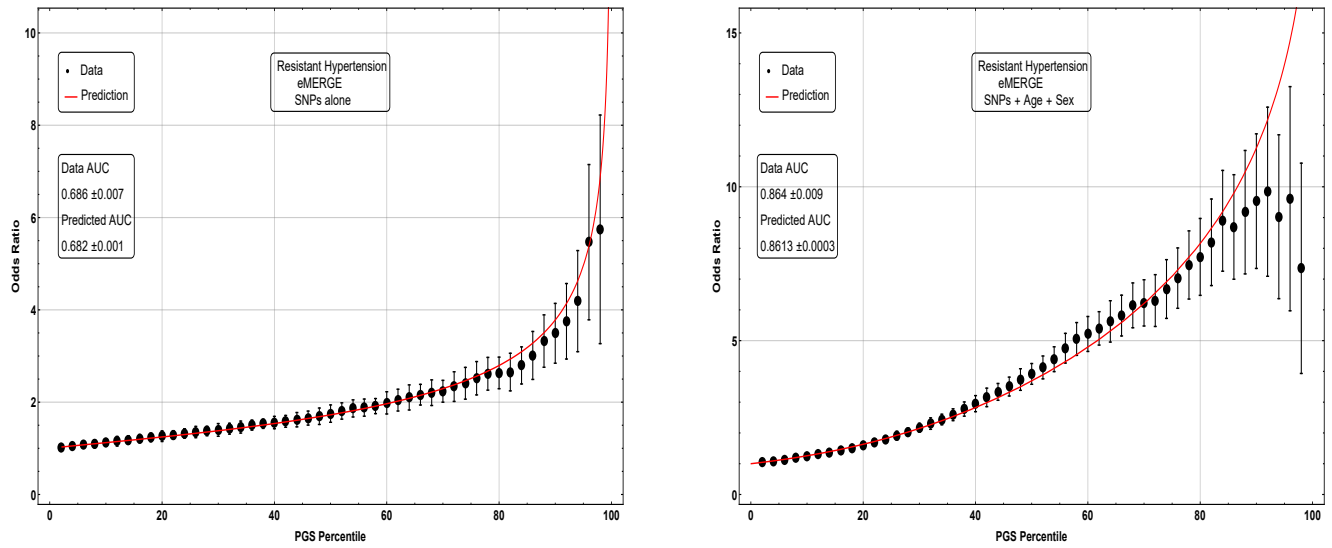 10
8
6
4
2
0
Odds Ratio
Data
Prediction
Resistant Hypertension
eMERGE
SNPs alone
Data AUC
0.686 ±0.007
Predicted AUC
0.682 ±0.001
0 20 40 60 80 100
PGS Percentile
15
10
5
0
Odds Ratio
Data
Prediction
Resistant Hypertension
eMERGE
SNPs + Age + Sex
Data AUC
0.864 ±0.009
Predicted AUC
0.8613 ±0.0003
0 20 40 60 80 100
PGS Percentile